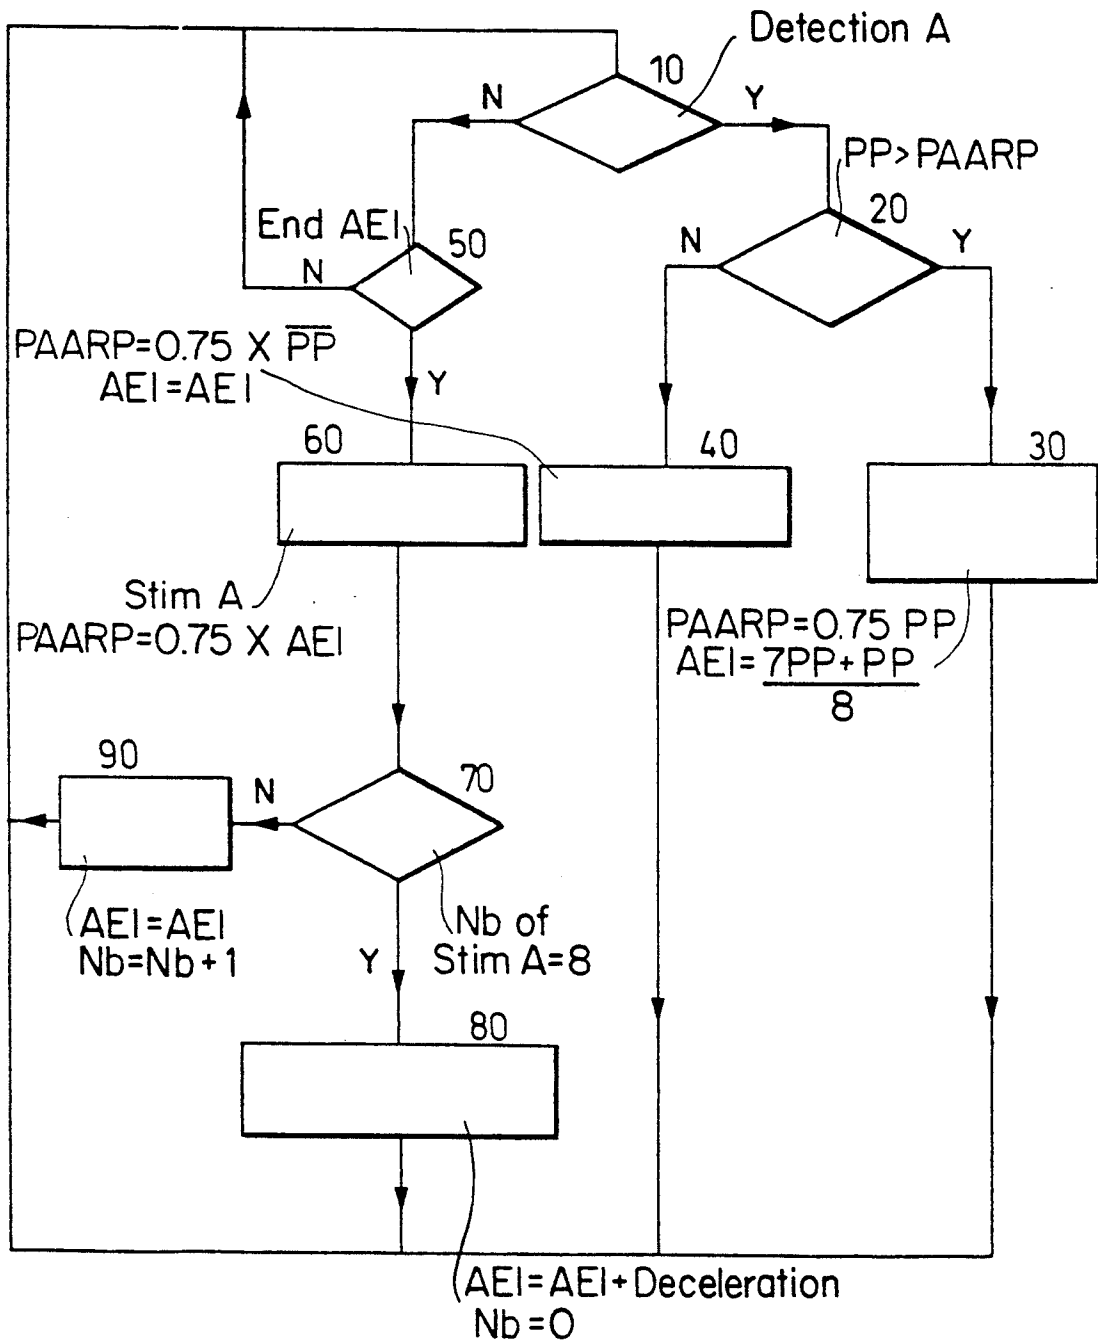 Detection A
10
N
Y
PP>PAARP
20
N
Y
End AEI
50
N
PAARP=0.75 X P̅P̅
AEI=AEI
Y
60
40
30
Stim A
PAARP=0.75 X AEI
PAARP=0.75 PP
AEI=7PP+PP
8
90
70
N
AEI=AEI
Nb=Nb+1
Nb of
Stim A=8
Y
80
AEI=AEI+Deceleration
Nb=0